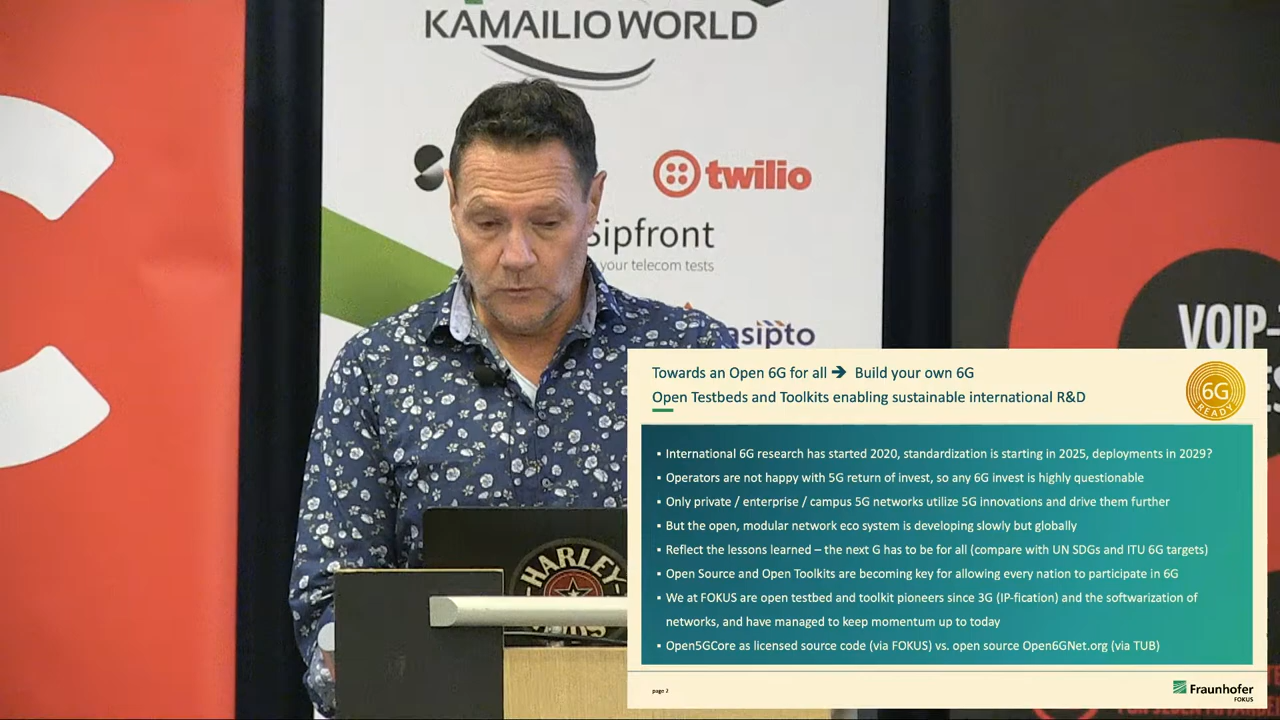 KAMAILIO WORLD
twilio
sipfront
your telecom tests
asipto
VOIP-
HARLEY
Towards an Open 6G for all ➔ Build your own 6G
Open Testbeds and Toolkits enabling sustainable international R&D
6G
READY
▪ International 6G research has started 2020, standardization is starting in 2025, deployments in 2029?
▪ Operators are not happy with 5G return of invest, so any 6G invest is highly questionable
▪ Only private / enterprise / campus 5G networks utilize 5G innovations and drive them further
▪ But the open, modular network eco system is developing slowly but globally
▪ Reflect the lessons learned – the next G has to be for all (compare with UN SDGs and ITU 6G targets)
▪ Open Source and Open Toolkits are becoming key for allowing every nation to participate in 6G
▪ We at FOKUS are open testbed and toolkit pioneers since 3G (IP-fication) and the softwarization of
networks, and have managed to keep momentum up to today
▪ Open5GCore as licensed source code (via FOKUS) vs. open source Open6GNet.org (via TUB)
page 2
Fraunhofer
FOKUS